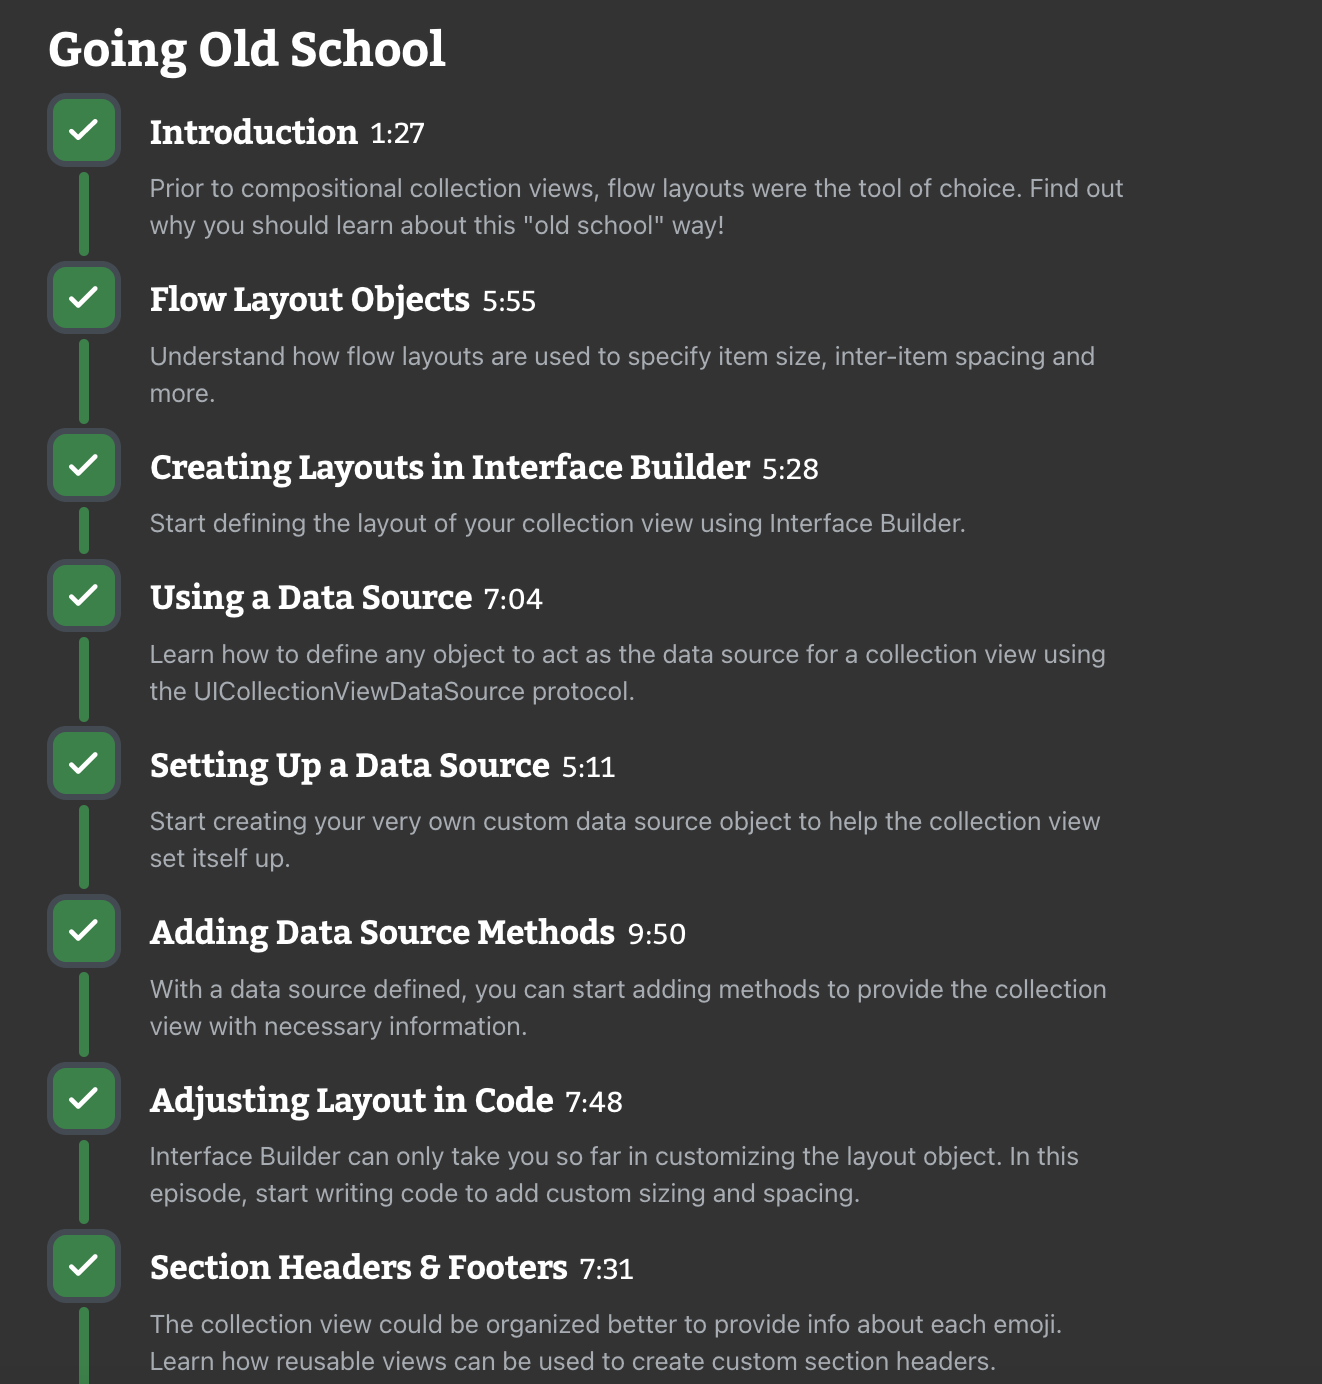 Going Old School
Introduction 1:27
Prior to compositional collection views, flow layouts were the tool of choice. Find out
why you should learn about this "old school" way!
Flow Layout Objects 5:55
Understand how flow layouts are used to specify item size, inter-item spacing and
more.
Creating Layouts in Interface Builder 5:28
Start defining the layout of your collection view using Interface Builder.
Using a Data Source 7:04
Learn how to define any object to act as the data source for a collection view using
the UICollectionViewDataSource protocol.
Setting Up a Data Source 5:11
Start creating your very own custom data source object to help the collection view
set itself up.
Adding Data Source Methods 9:50
With a data source defined, you can start adding methods to provide the collection
view with necessary information.
Adjusting Layout in Code 7:48
Interface Builder can only take you so far in customizing the layout object. In this
episode, start writing code to add custom sizing and spacing.
Section Headers & Footers 7:31
The collection view could be organized better to provide info about each emoji.
Learn how reusable views can be used to create custom section headers.